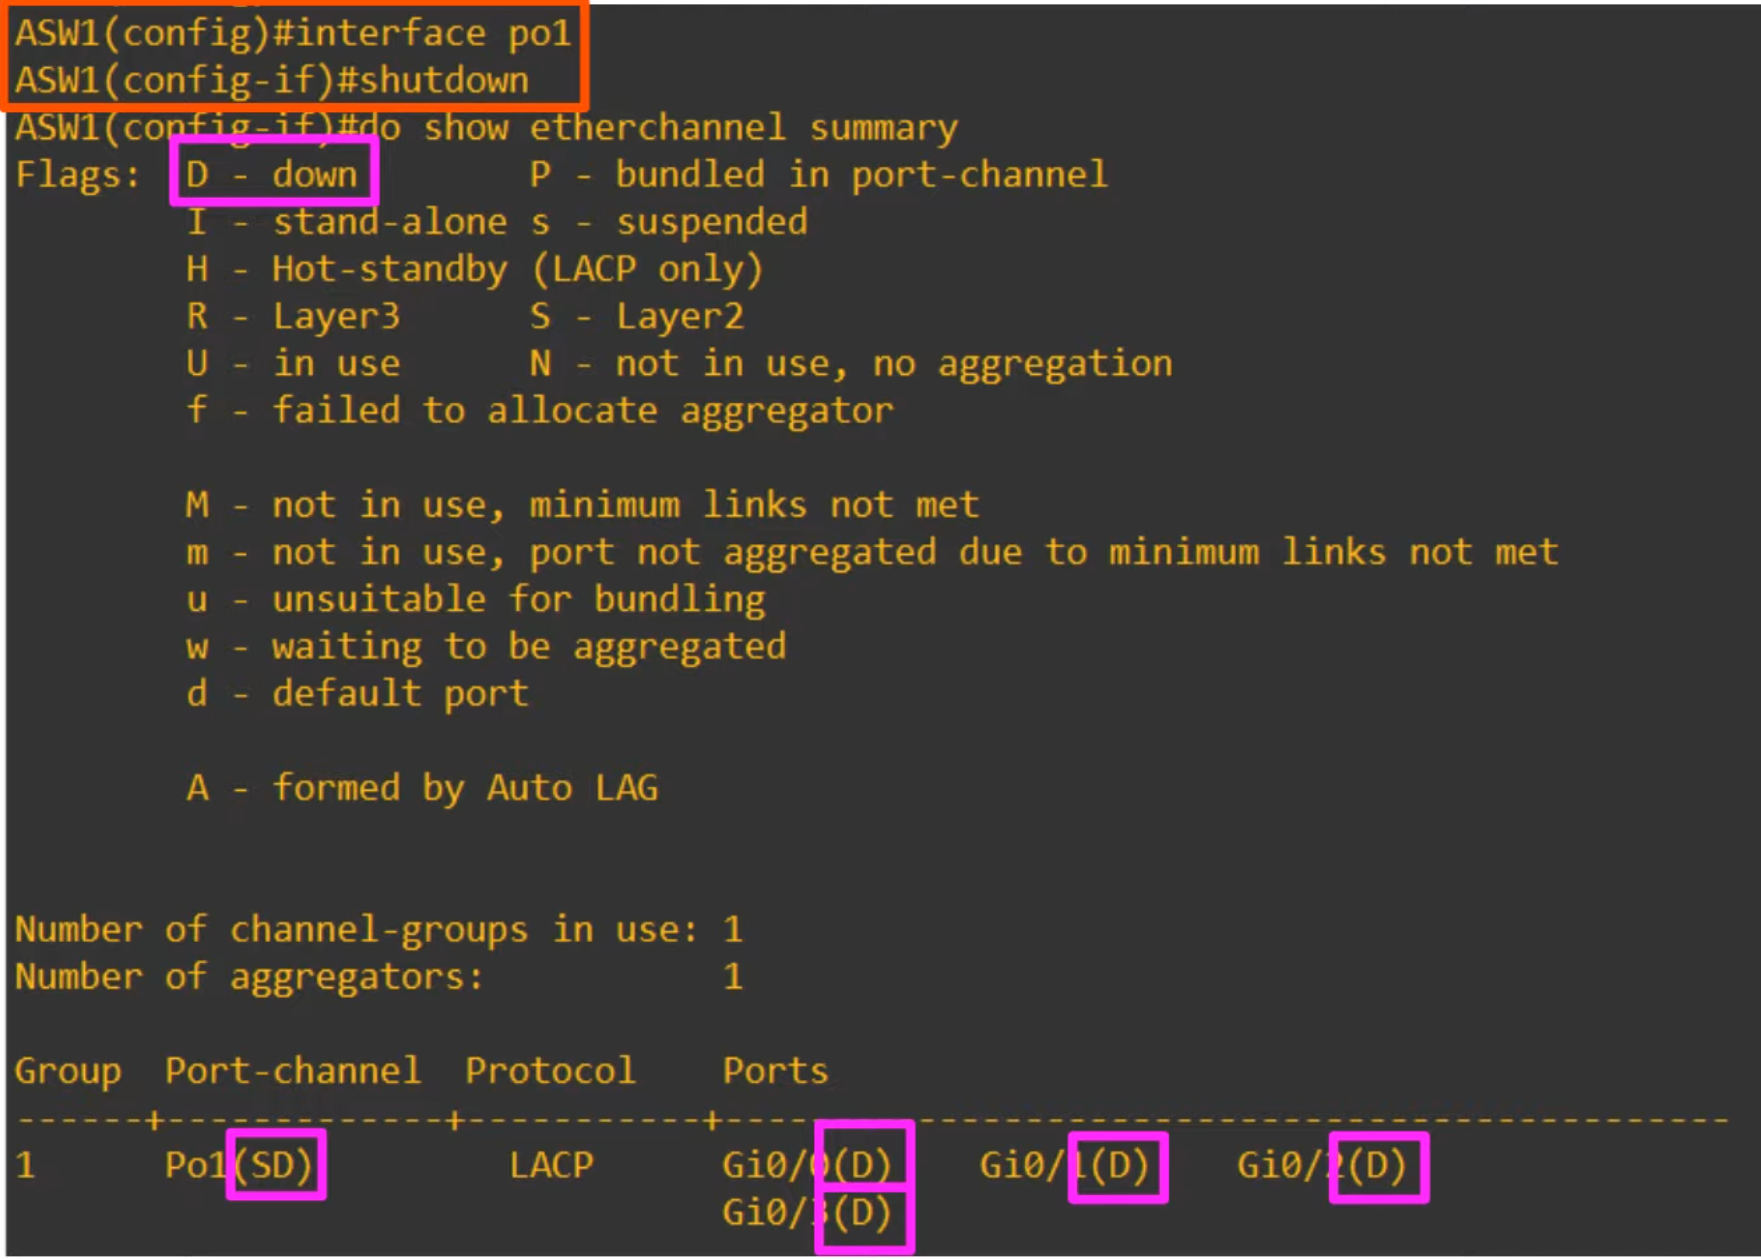 ASW1(config)#interface po1
ASW1(config-if)#shutdown
ASW1(config-if)#do show etherchannel summary
Flags:  D - down        P - bundled in port-channel
        I - stand-alone s - suspended
        H - Hot-standby (LACP only)
        R - Layer3      S - Layer2
        U - in use      N - not in use, no aggregation
        f - failed to allocate aggregator

        M - not in use, minimum links not met
        m - not in use, port not aggregated due to minimum links not met
        u - unsuitable for bundling
        w - waiting to be aggregated
        d - default port

        A - formed by Auto LAG

Number of channel-groups in use: 1
Number of aggregators:           1

Group  Port-channel  Protocol    Ports
------+-------------+-----------+-----------------------------------------------
1      Po1(SD)         LACP      Gi0/0(D)    Gi0/1(D)    Gi0/2(D)
                                 Gi0/3(D)